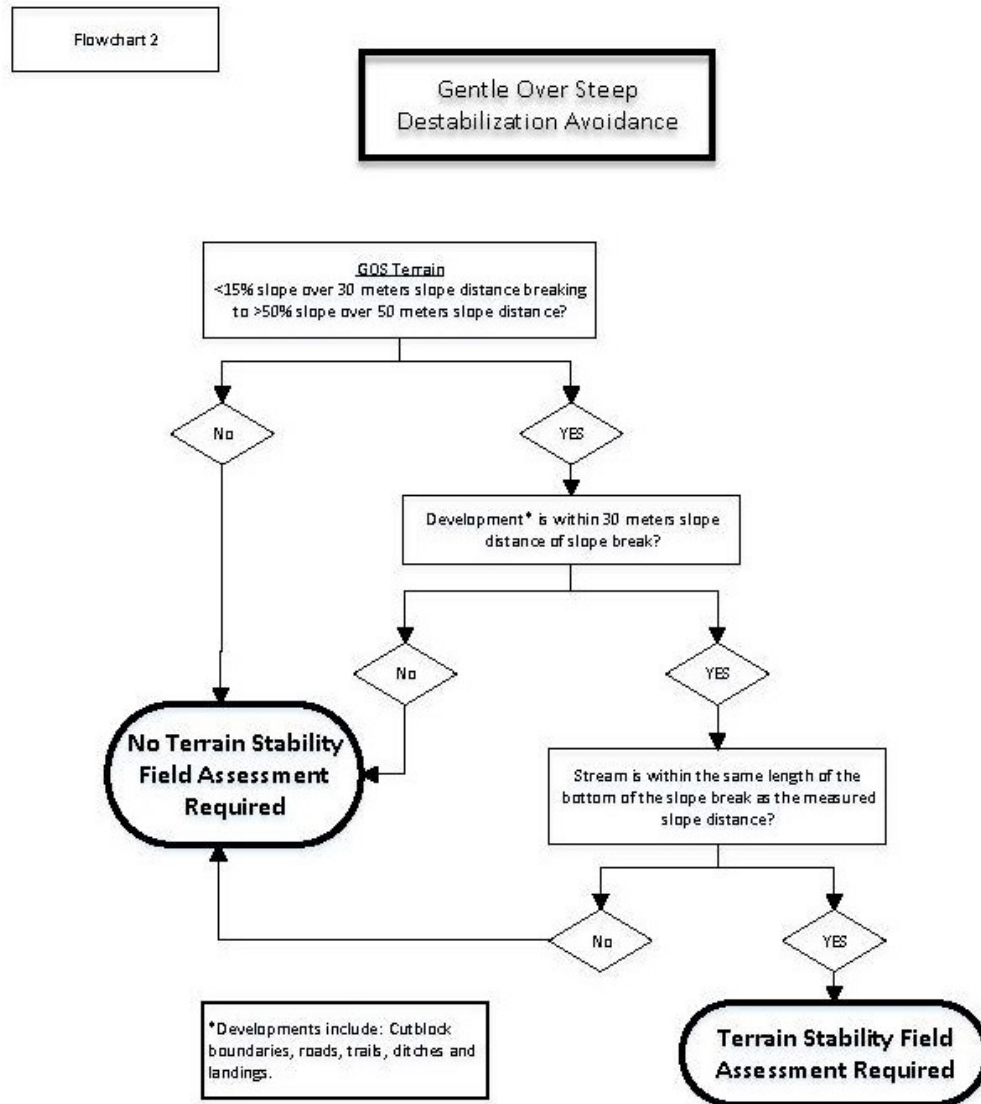 Flowchart 2
Gentle Over Steep
Destabilization Avoidance
GOS Terrain
<15% slope over 30 meters slope distance breaking
to >50% slope over 50 meters slope distance?
No
YES
Development* is within 30 meters slope
distance of slope break?
No
YES
No Terrain Stability
Field Assessment
Required
Stream is within the same length of the
bottom of the slope break as the measured
slope distance?
No
YES
*Developments include: Cutblock
boundaries, roads, trails, ditches and
landings.
Terrain Stability Field
Assessment Required